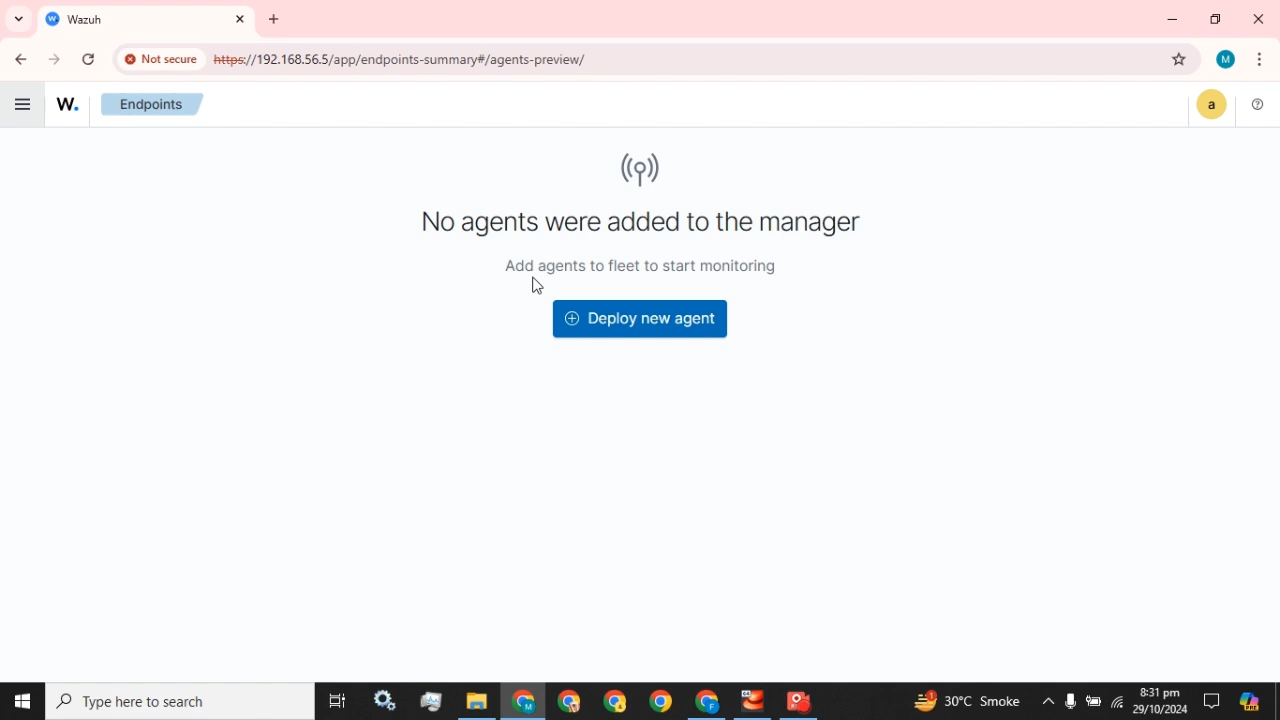 Wazuh
Not secure https://192.168.56.5/app/endpoints-summary#/agents-preview/ M
W. Endpoints a
No agents were added to the manager
Add agents to fleet to start monitoring
Deploy new agent
Type here to search
30°C Smoke
8:31 pm
29/10/2024